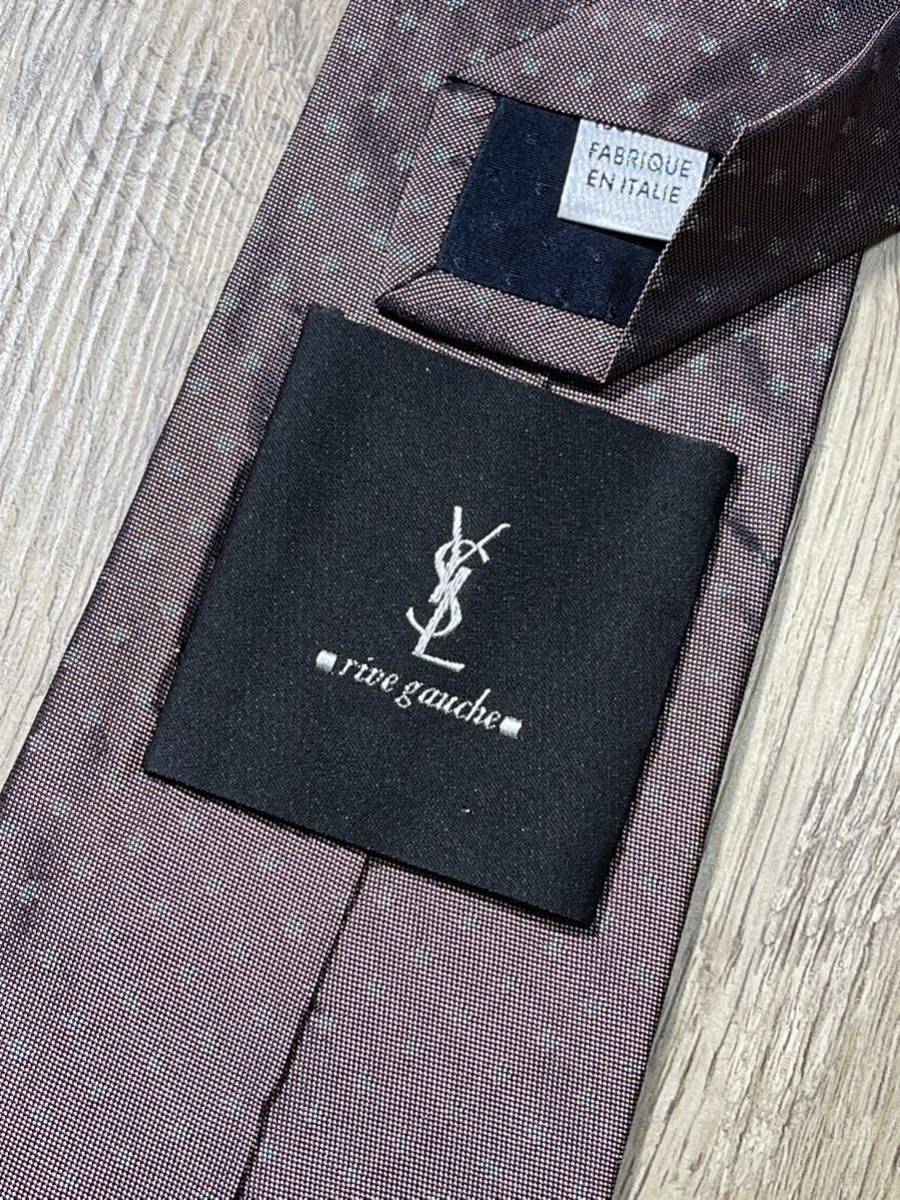 FABRIQUE
EN ITALIE
YSL
rive gauche